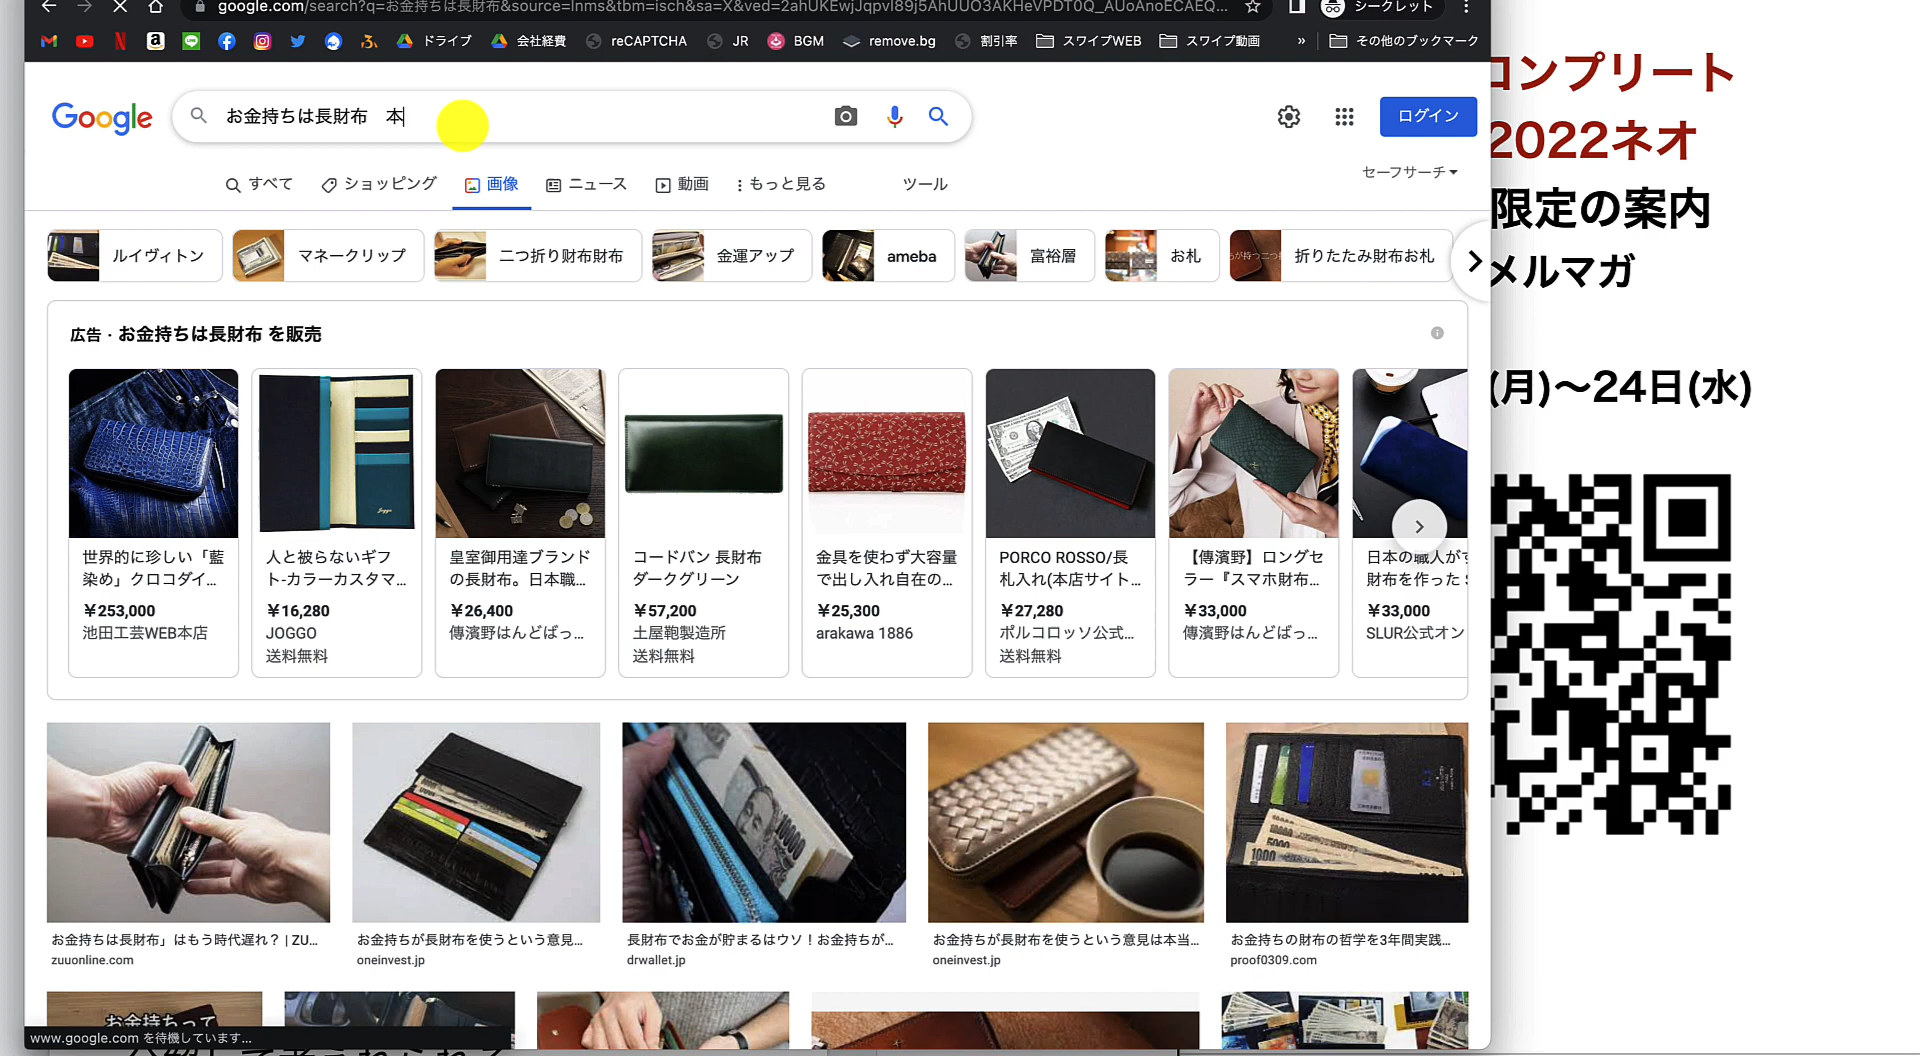 google.com/search?q=お金持ちは長財布&source=lnms&tbm=isch&sa=X&ved=2ahUKEwjJqpvI89j5AhUUO3AKHeVPDT0Q_AUoAnoECAEQ...
シークレット
ドライブ
会社経費
reCAPTCHA
JR
BGM
remove.bg
割引率
スワイプWEB
スワイプ動画
»
その他のブックマーク
Google
お金持ちは長財布　本
ログイン
すべて
ショッピング
画像
ニュース
動画
もっと見る
ツール
セーフサーチ
ルイヴィトン
マネークリップ
二つ折り財布財布
金運アップ
ameba
富裕層
お札
折りたたみ財布お札
広告・お金持ちは長財布 を販売
世界的に珍しい「藍
染め」クロコダイ...
¥253,000
池田工芸WEB本店
人と被らないギフ
ト-カラーカスタマ...
¥16,280
JOGGO
送料無料
皇室御用達ブランド
の長財布。日本職...
¥26,400
傳濱野はんどばっ...
コードバン 長財布
ダークグリーン
¥57,200
土屋鞄製造所
送料無料
金具を使わず大容量
で出し入れ自在の...
¥25,300
arakawa 1886
PORCO ROSSO/長
札入れ(本店サイト...
¥27,280
ポルコロッソ公式...
送料無料
【傳濱野】ロングセ
ラー『スマホ財布...
¥33,000
傳濱野はんどばっ...
日本の職人が
財布を作った
¥33,000
SLUR公式オン
お金持ちは長財布」はもう時代遅れ？ | ZU...
zuuonline.com
お金持ちが長財布を使うという意見...
oneinvest.jp
長財布でお金が貯まるはウソ！お金持ちが...
drwallet.jp
お金持ちが長財布を使うという意見は本当...
oneinvest.jp
お金持ちの財布の哲学を3年間実践...
proof0309.com
お金持ちって
www.google.com を待機しています...
コンプリート
2022ネオ
限定の案内
メルマガ
(月)〜24日(水)